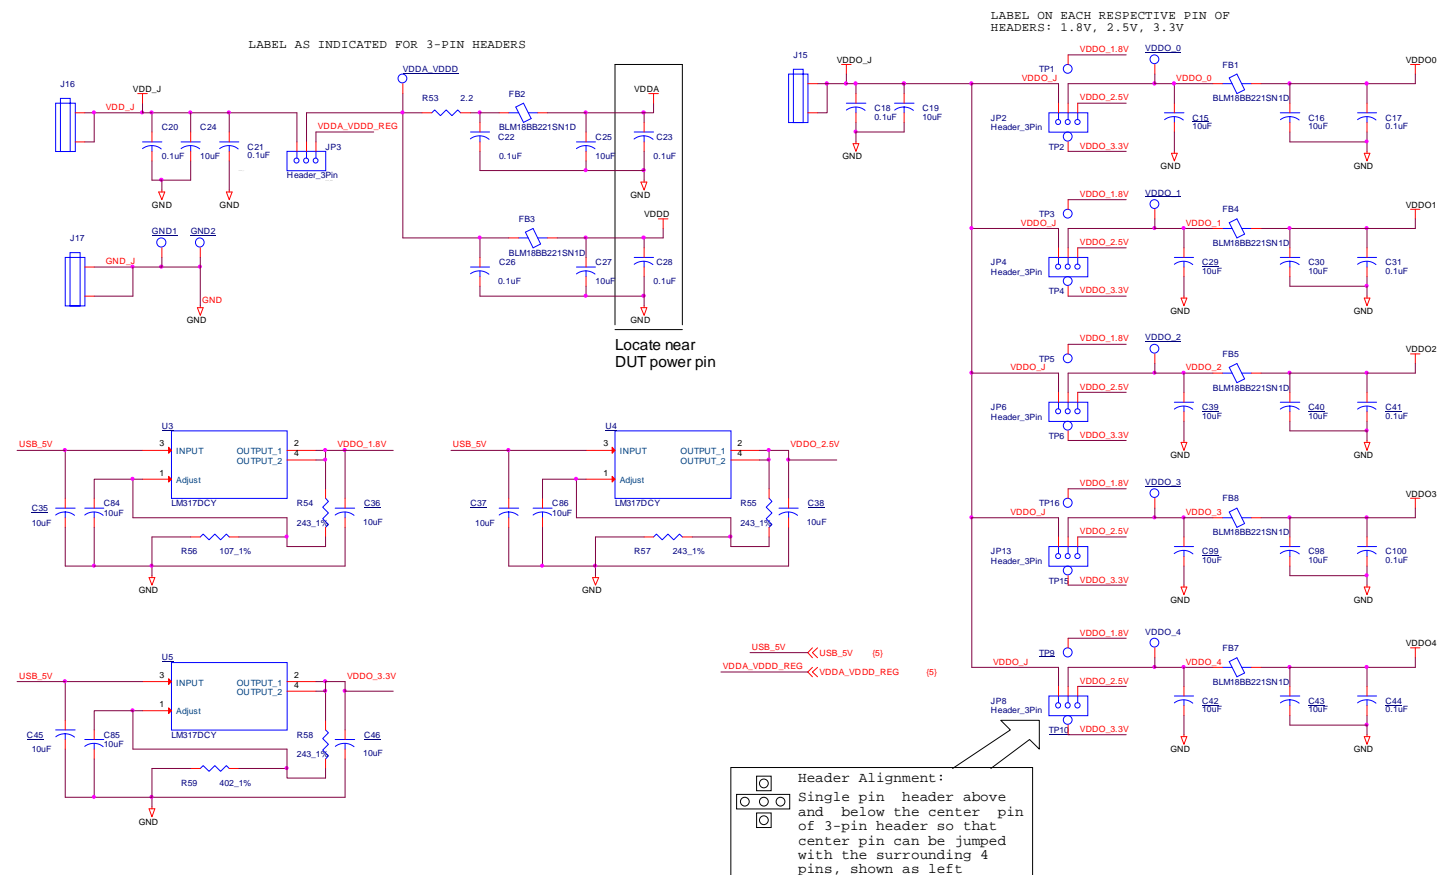 LABEL AS INDICATED FOR 3-PIN HEADERS
J16
VDD_J
VDD_J
C20
0.1uF
C24
10uF
C21
0.1uF
GND
GND
VDDA_VDDD_REG
JP3
Header_3Pin
VDDA_VDDD
R53
2.2
FB2
BLM18BB221SN1D
C22
0.1uF
C25
10uF
VDDA
C23
0.1uF
GND
FB3
BLM18BB221SN1D
C26
0.1uF
C27
10uF
VDDD
C28
0.1uF
GND
Locate near
DUT power pin
J17
GND_J
GND1
GND2
GND
GND
LABEL ON EACH RESPECTIVE PIN OF
HEADERS: 1.8V, 2.5V, 3.3V
J15
VDDO_J
C18
0.1uF
C19
10uF
GND
VDDO_J
TP1
VDDO_1.8V
VDDO_2.5V
VDDO_3.3V
JP2
Header_3Pin
TP2
VDDO_0
VDDO_0
FB1
BLM18BB221SN1D
C15
10uF
GND
C16
10uF
C17
0.1uF
GND
VDDO0
VDDO_J
TP3
VDDO_1.8V
VDDO_2.5V
VDDO_3.3V
JP4
Header_3Pin
TP4
VDDO_1
VDDO_1
FB4
BLM18BB221SN1D
C29
10uF
GND
C30
10uF
C31
0.1uF
GND
VDDO1
VDDO_J
TP5
VDDO_1.8V
VDDO_2.5V
VDDO_3.3V
JP6
Header_3Pin
TP6
VDDO_2
VDDO_2
FB5
BLM18BB221SN1D
C39
10uF
GND
C40
10uF
C41
0.1uF
GND
VDDO2
VDDO_J
TP16
VDDO_1.8V
VDDO_2.5V
VDDO_3.3V
JP13
Header_3Pin
TP15
VDDO_3
VDDO_3
FB8
BLM18BB221SN1D
C99
10uF
GND
C98
10uF
C100
0.1uF
GND
VDDO3
VDDO_J
TP9
VDDO_1.8V
VDDO_2.5V
VDDO_3.3V
JP8
Header_3Pin
TP10
VDDO_4
VDDO_4
FB7
BLM18BB221SN1D
C42
10uF
GND
C43
10uF
C44
0.1uF
GND
VDDO4
USB_5V
U3
3
INPUT
OUTPUT_1
2
OUTPUT_2
4
1
Adjust
LM317DCY
VDDO_1.8V
C35
10uF
C84
10uF
R54
243_1%
C36
10uF
R56
107_1%
GND
USB_5V
U4
3
INPUT
OUTPUT_1
2
OUTPUT_2
4
1
Adjust
LM317DCY
VDDO_2.5V
C37
10uF
C86
10uF
R55
243_1%
C38
10uF
R57
243_1%
GND
USB_5V
U5
3
INPUT
OUTPUT_1
2
OUTPUT_2
4
1
Adjust
LM317DCY
VDDO_3.3V
C45
10uF
C85
10uF
R58
243_1%
C46
10uF
R59
402_1%
GND
USB_5V
USB_5V
{5}
VDDA_VDDD_REG
VDDA_VDDD_REG
{5}
Header Alignment:
Single pin header above
and below the center pin
of 3-pin header so that
center pin can be jumped
with the surrounding 4
pins, shown as left